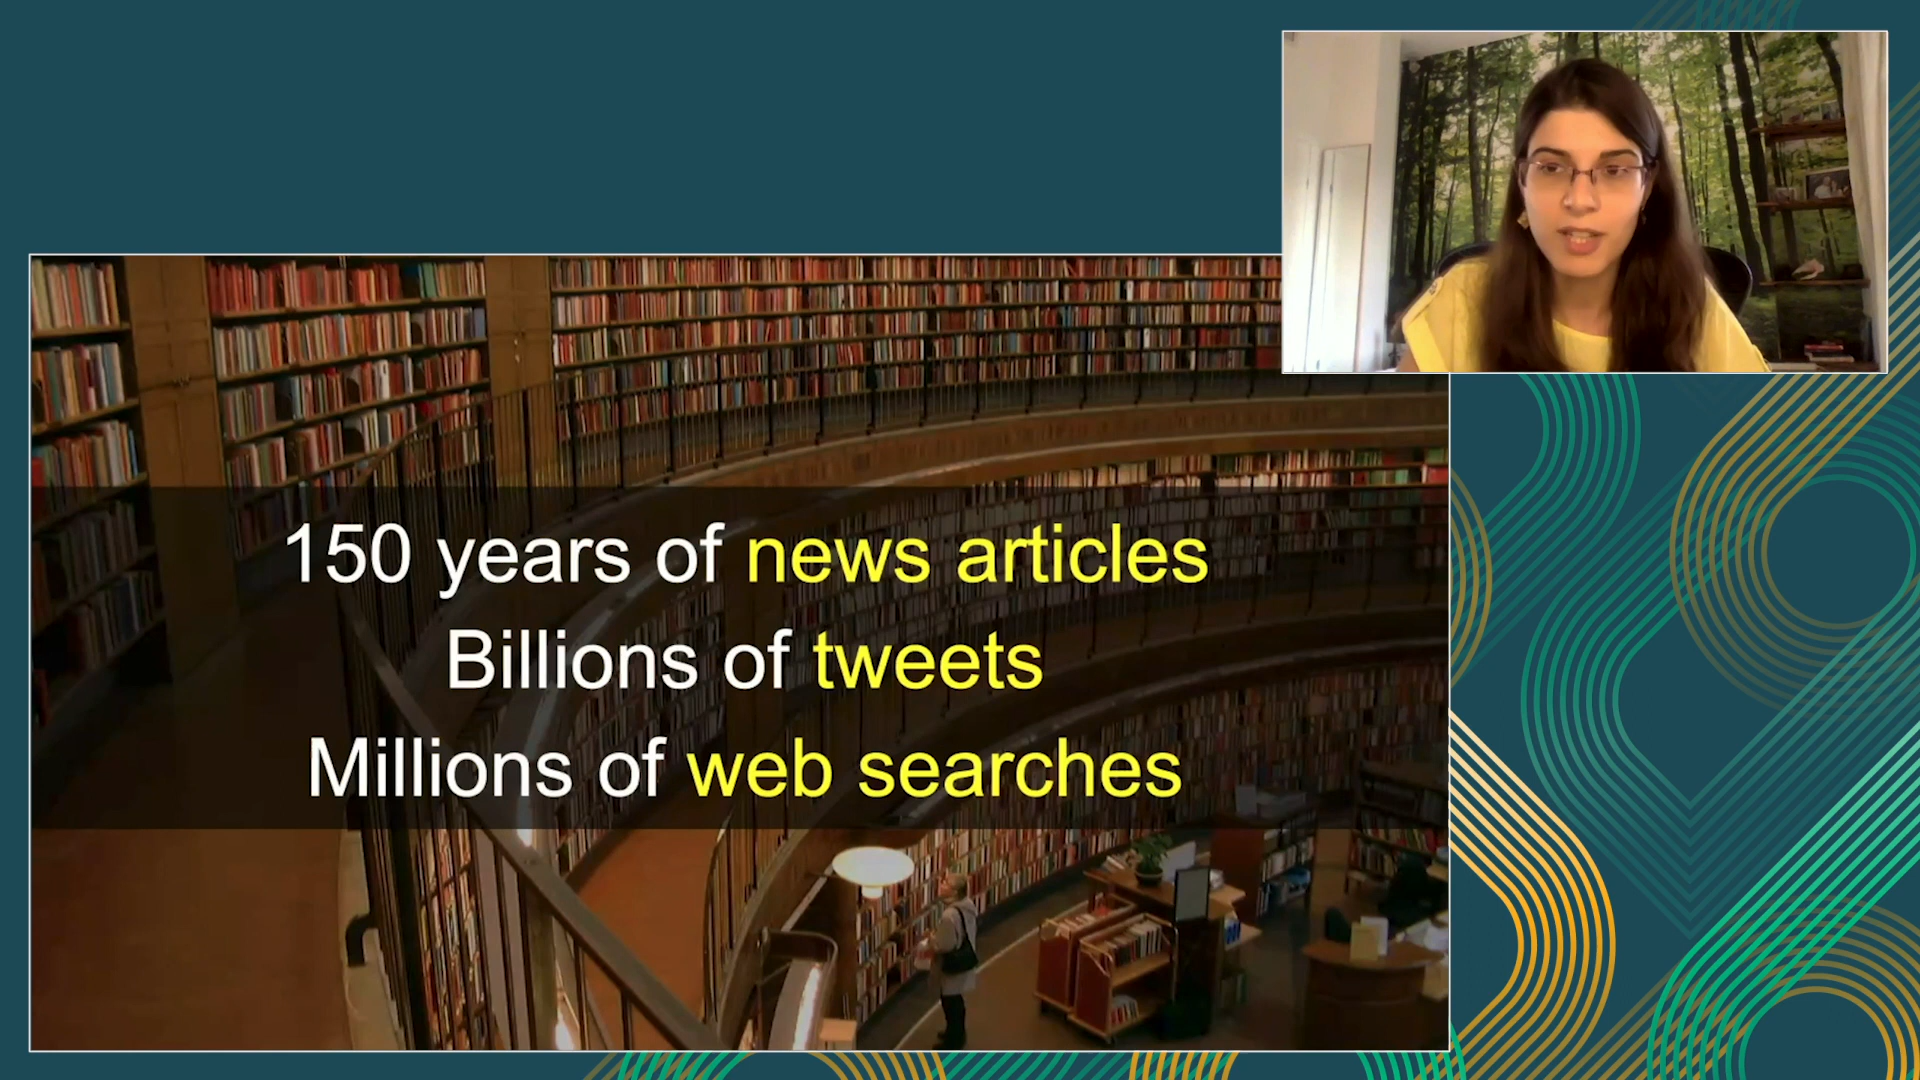 150 years of news articles
Billions of tweets
Millions of web searches